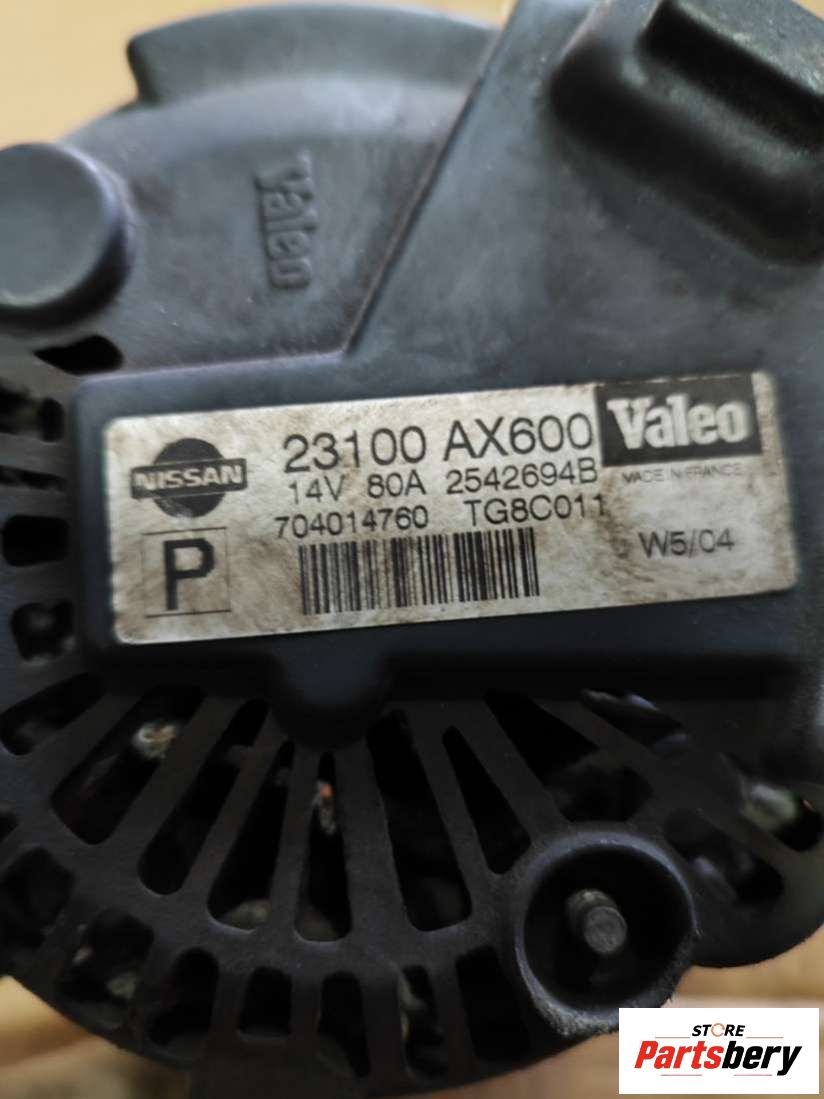 Valeo
23100 AX600 Valeo
NISSAN 14V 80A 2542694B MADE IN FRANCE
704014760 TG8C011
P W5/04
STORE
Partsbery